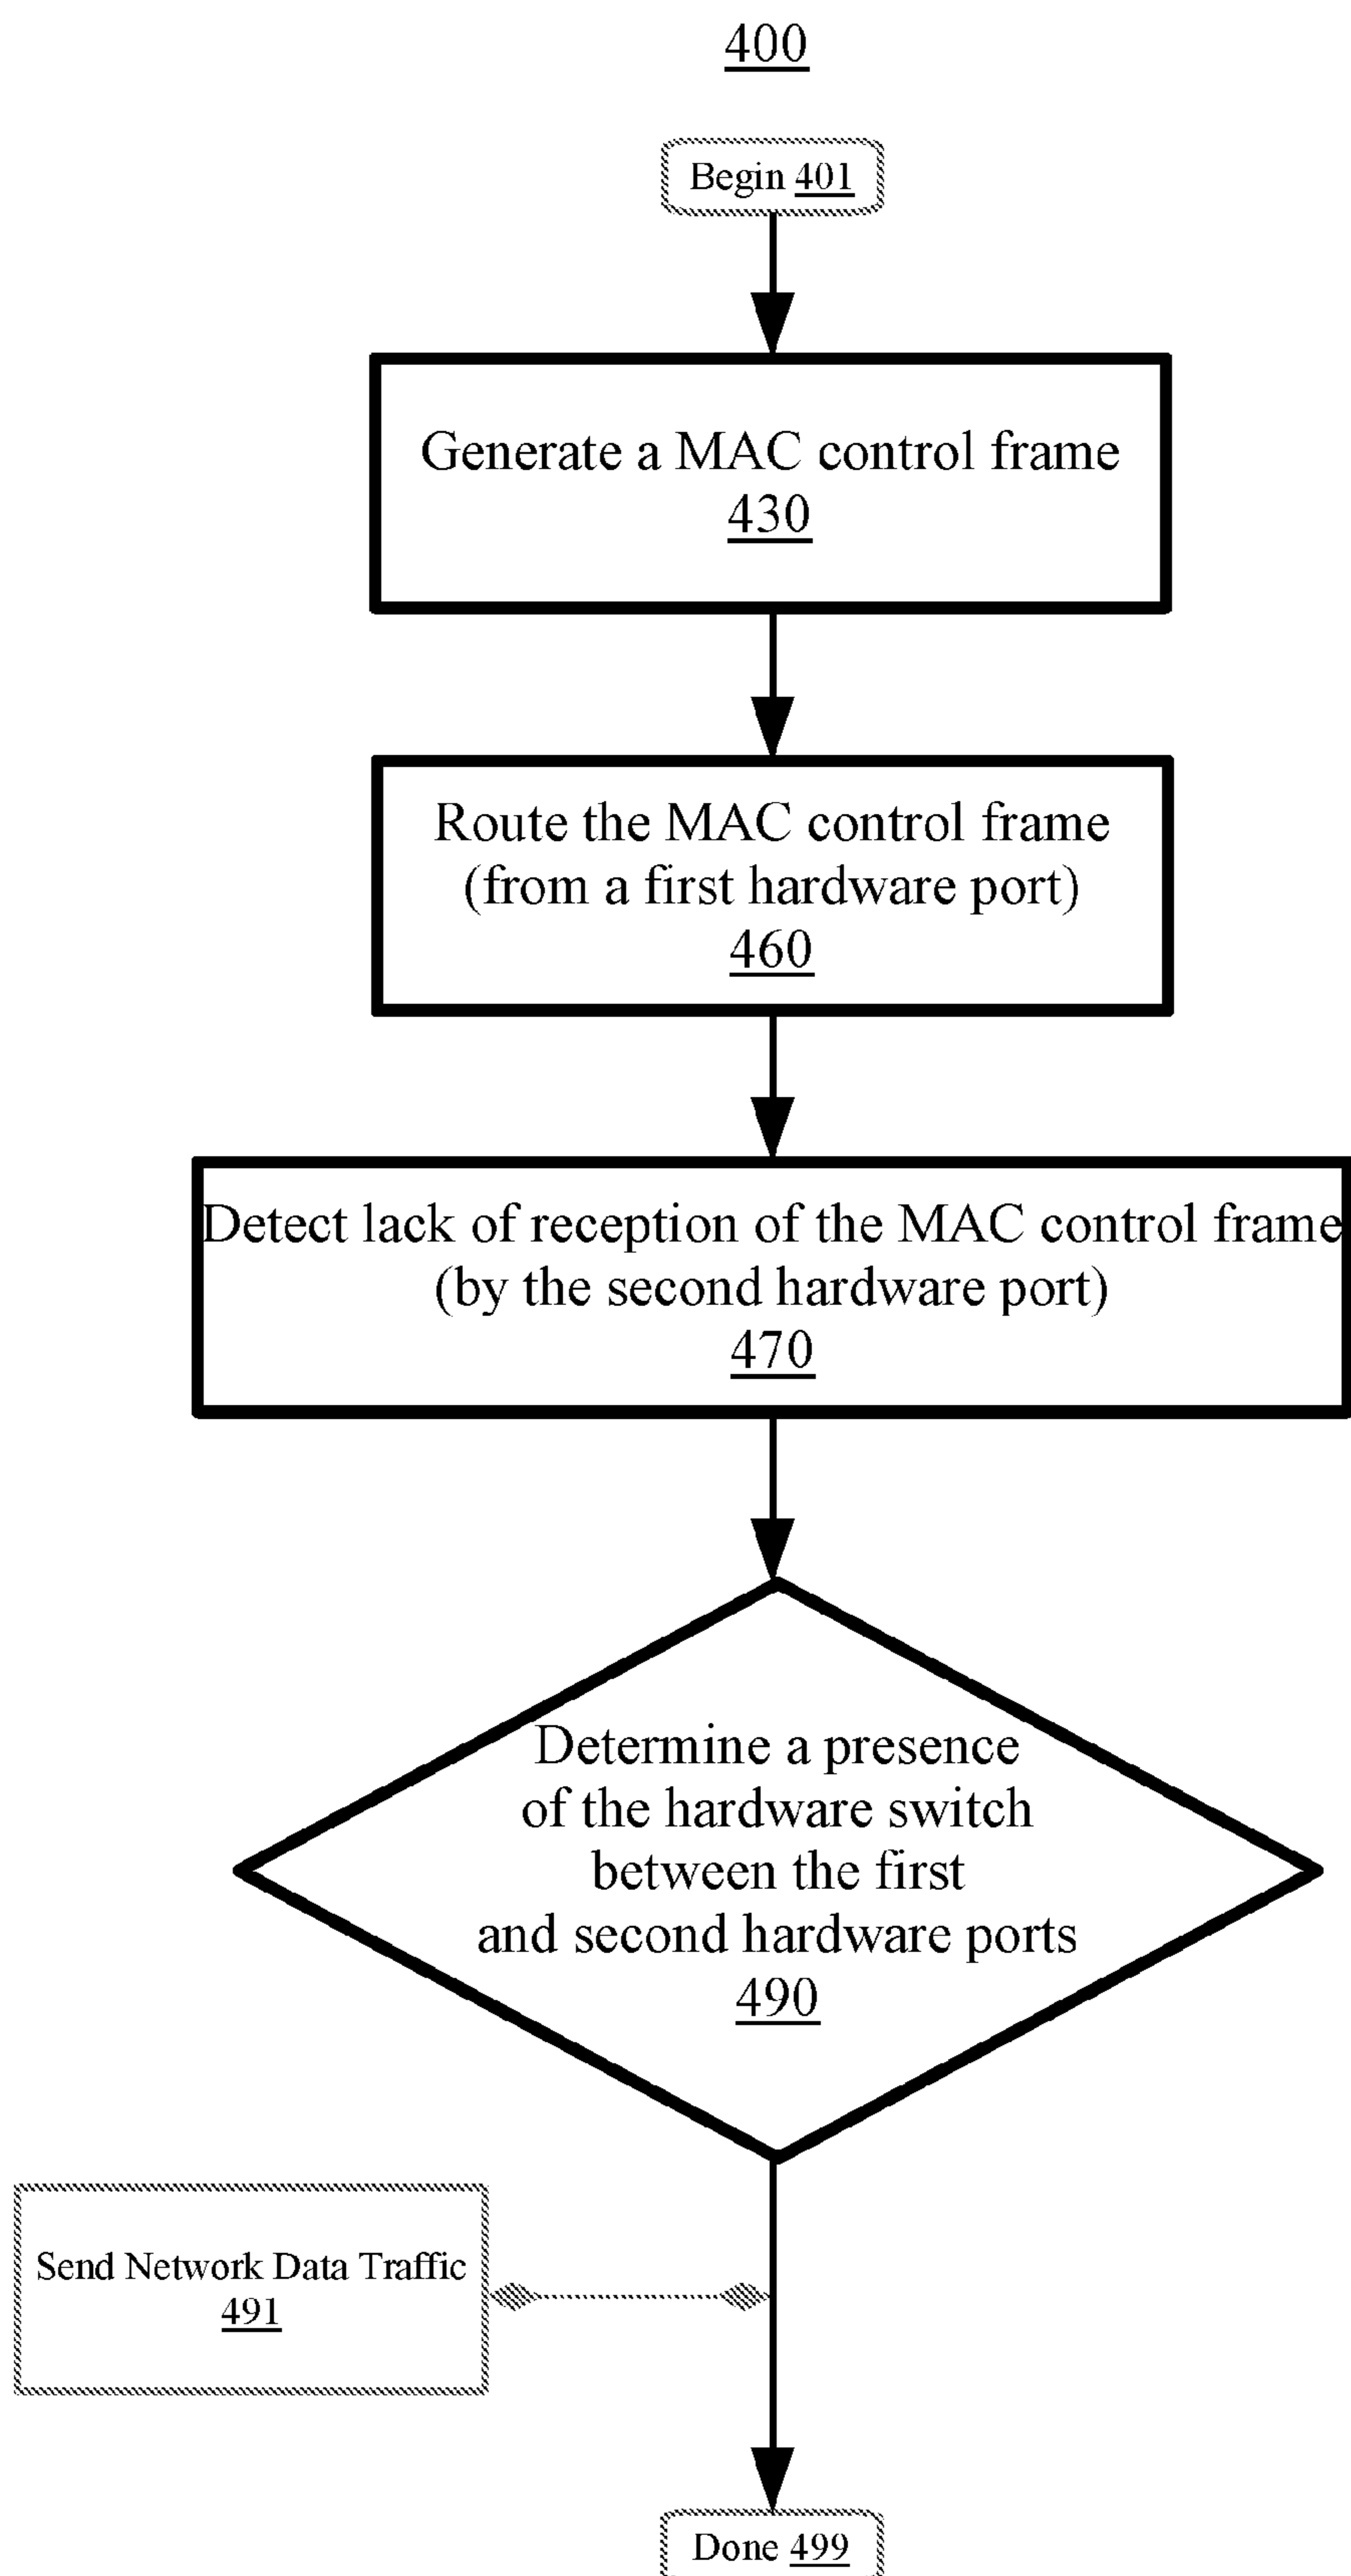 400
Begin 401
Generate a MAC control frame
430
Route the MAC control frame
(from a first hardware port)
460
Detect lack of reception of the MAC control frame
(by the second hardware port)
470
Determine a presence
of the hardware switch
between the first
and second hardware ports
490
Send Network Data Traffic
491
Done 499